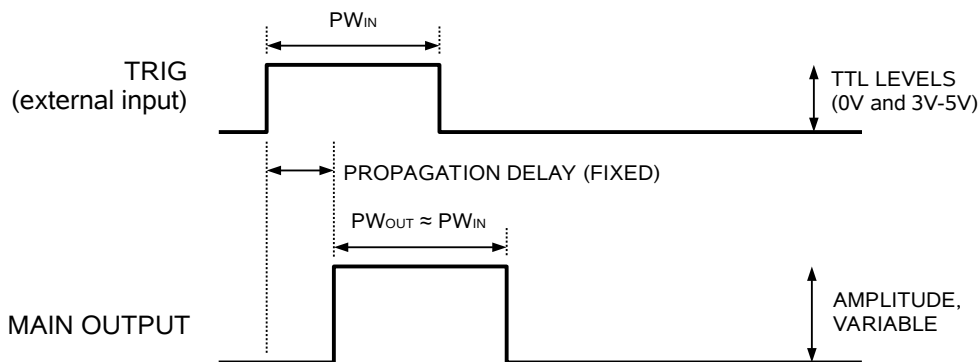 PWIN
TRIG
(external input)
TTL LEVELS
(0V and 3V-5V)
PROPAGATION DELAY (FIXED)
PWOUT ≈ PWIN
MAIN OUTPUT
AMPLITUDE,
VARIABLE